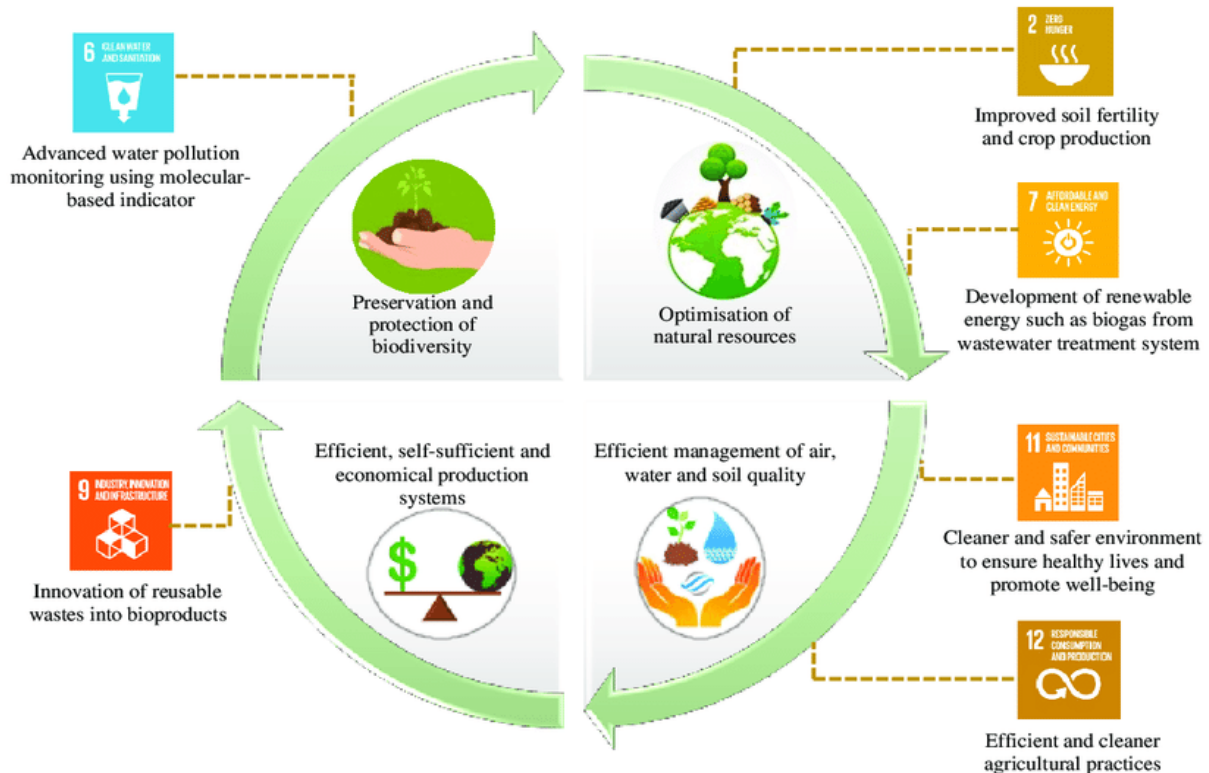 6 CLEAN WATER
AND SANITATION
Advanced water pollution
monitoring using molecular-
based indicator
2 ZERO
HUNGER
Improved soil fertility
and crop production
7 AFFORDABLE AND
CLEAN ENERGY
Development of renewable
energy such as biogas from
wastewater treatment system
Preservation and
protection of
biodiversity
Optimisation of
natural resources
Efficient, self-sufficient and
economical production
systems
$
Efficient management of air,
water and soil quality
9 INDUSTRY, INNOVATION
AND INFRASTRUCTURE
Innovation of reusable
wastes into bioproducts
11 SUSTAINABLE CITIES
AND COMMUNITIES
Cleaner and safer environment
to ensure healthy lives and
promote well-being
12 RESPONSIBLE
CONSUMPTION
AND PRODUCTION
Efficient and cleaner
agricultural practices